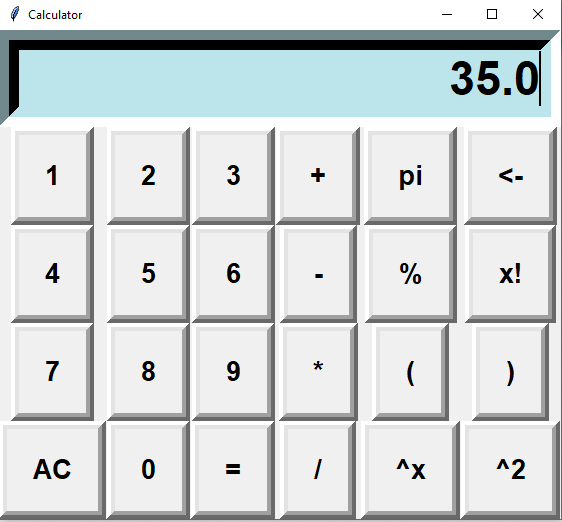 Calculator
35.0
1 2 3 + pi <-
4 5 6 - % x!
7 8 9 * ( )
AC 0 = / ^x ^2